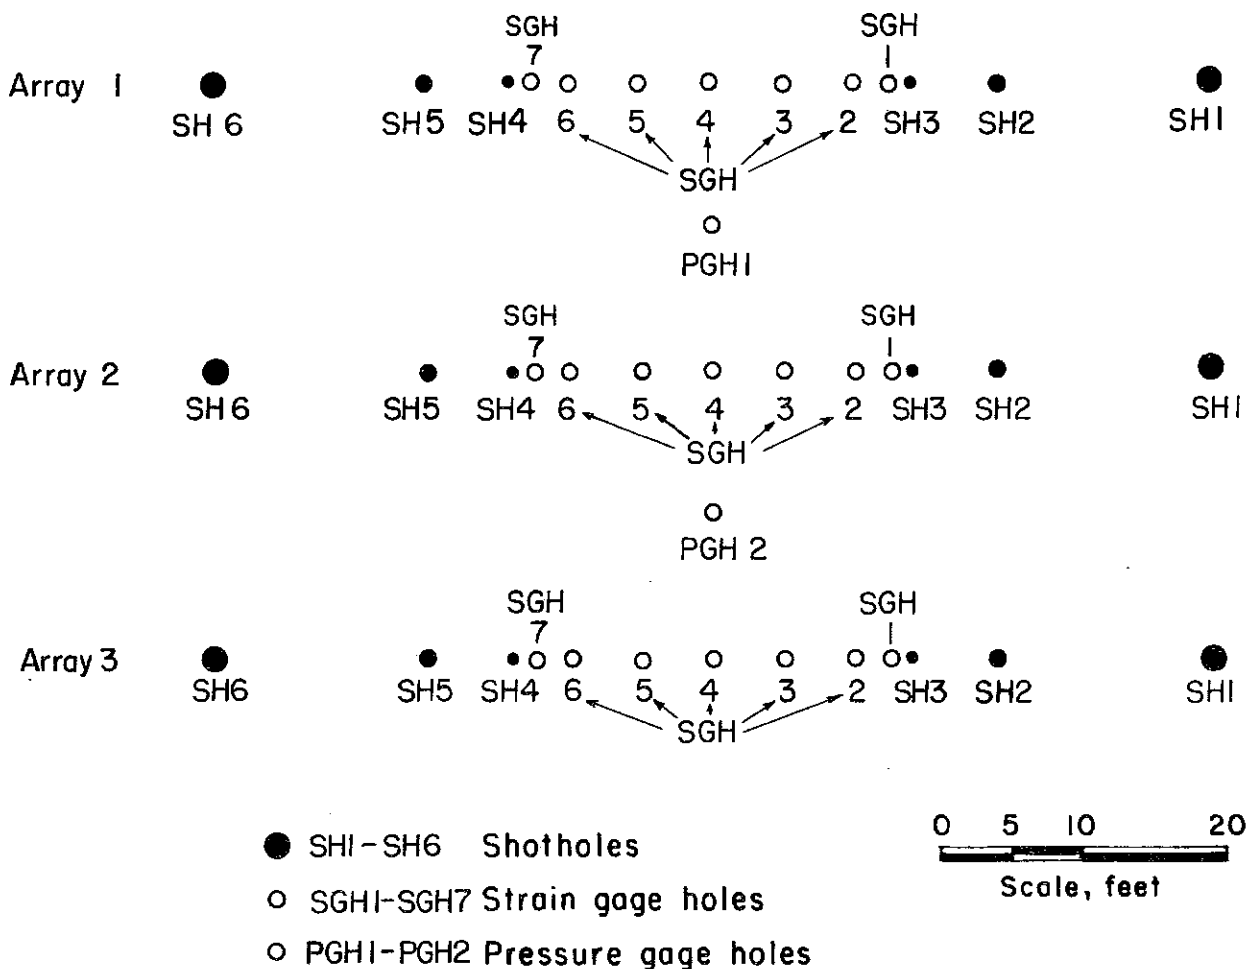 SGH SGH
7 1
Array 1
SH6 SH5 SH4 6 5 4 3 2 SH3 SH2 SH1
SGH
PGH1
SGH SGH
7 1
Array 2
SH6 SH5 SH4 6 5 4 3 2 SH3 SH2 SH1
SGH
PGH 2
SGH SGH
7 1
Array 3
SH6 SH5 SH4 6 5 4 3 2 SH3 SH2 SH1
SGH
0 5 10 20
Scale, feet
SH1-SH6 Shotholes
SGH1-SGH7 Strain gage holes
PGH1-PGH2 Pressure gage holes